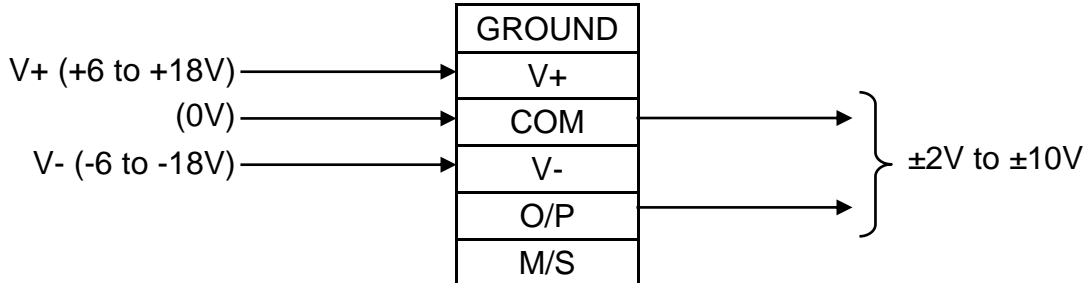 GROUND
V+ (+6 to +18V)
V+
(0V)
COM
V- (-6 to -18V)
V-
±2V to ±10V
O/P
M/S